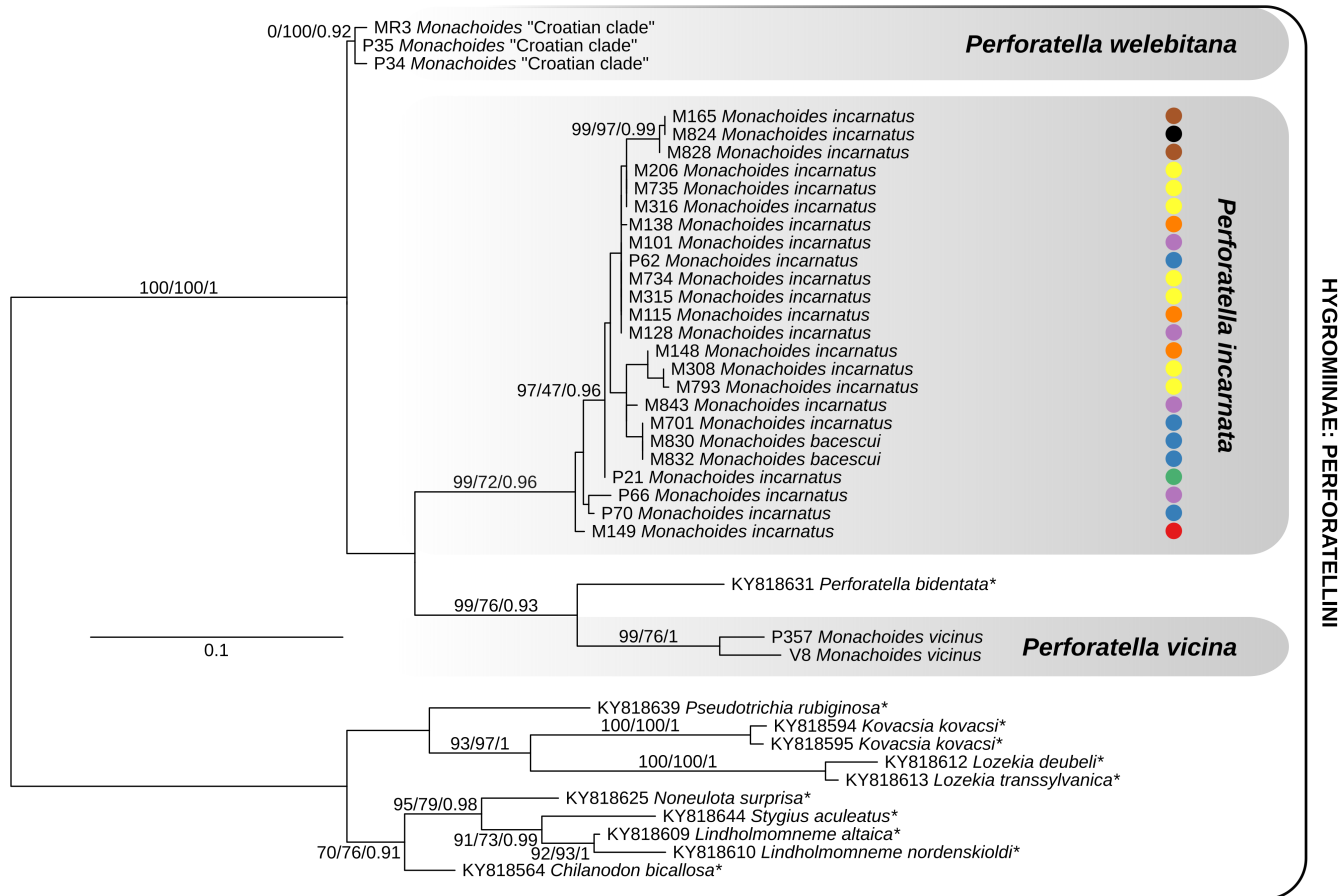 0/100/0.92
MR3 Monachoides "Croatian clade"
P35 Monachoides "Croatian clade"
P34 Monachoides "Croatian clade"
Perforatella welebitana
99/97/0.99
M165 Monachoides incarnatus
M824 Monachoides incarnatus
M828 Monachoides incarnatus
M206 Monachoides incarnatus
M735 Monachoides incarnatus
M316 Monachoides incarnatus
M138 Monachoides incarnatus
M101 Monachoides incarnatus
P62 Monachoides incarnatus
M734 Monachoides incarnatus
M315 Monachoides incarnatus
M115 Monachoides incarnatus
M128 Monachoides incarnatus
M148 Monachoides incarnatus
M308 Monachoides incarnatus
M793 Monachoides incarnatus
M843 Monachoides incarnatus
M701 Monachoides incarnatus
M830 Monachoides bacescui
M832 Monachoides bacescui
P21 Monachoides incarnatus
P66 Monachoides incarnatus
P70 Monachoides incarnatus
M149 Monachoides incarnatus
Perforatella incarnata
HYGROMIINAE: PERFORATELLINI
100/100/1
97/47/0.96
99/72/0.96
KY818631 Perforatella bidentata*
99/76/0.93
99/76/1
P357 Monachoides vicinus
V8 Monachoides vicinus
Perforatella vicina
0.1
KY818639 Pseudotrichia rubiginosa*
100/100/1
KY818594 Kovacsia kovacsi*
KY818595 Kovacsia kovacsi*
93/97/1
100/100/1
KY818612 Lozekia deubeli*
KY818613 Lozekia transsylvanica*
95/79/0.98
KY818625 Noneulota surprisa*
KY818644 Stygius aculeatus*
91/73/0.99
KY818609 Lindholmomneme altaica*
92/93/1
KY818610 Lindholmomneme nordenskioldi*
70/76/0.91
KY818564 Chilanodon bicallosa*